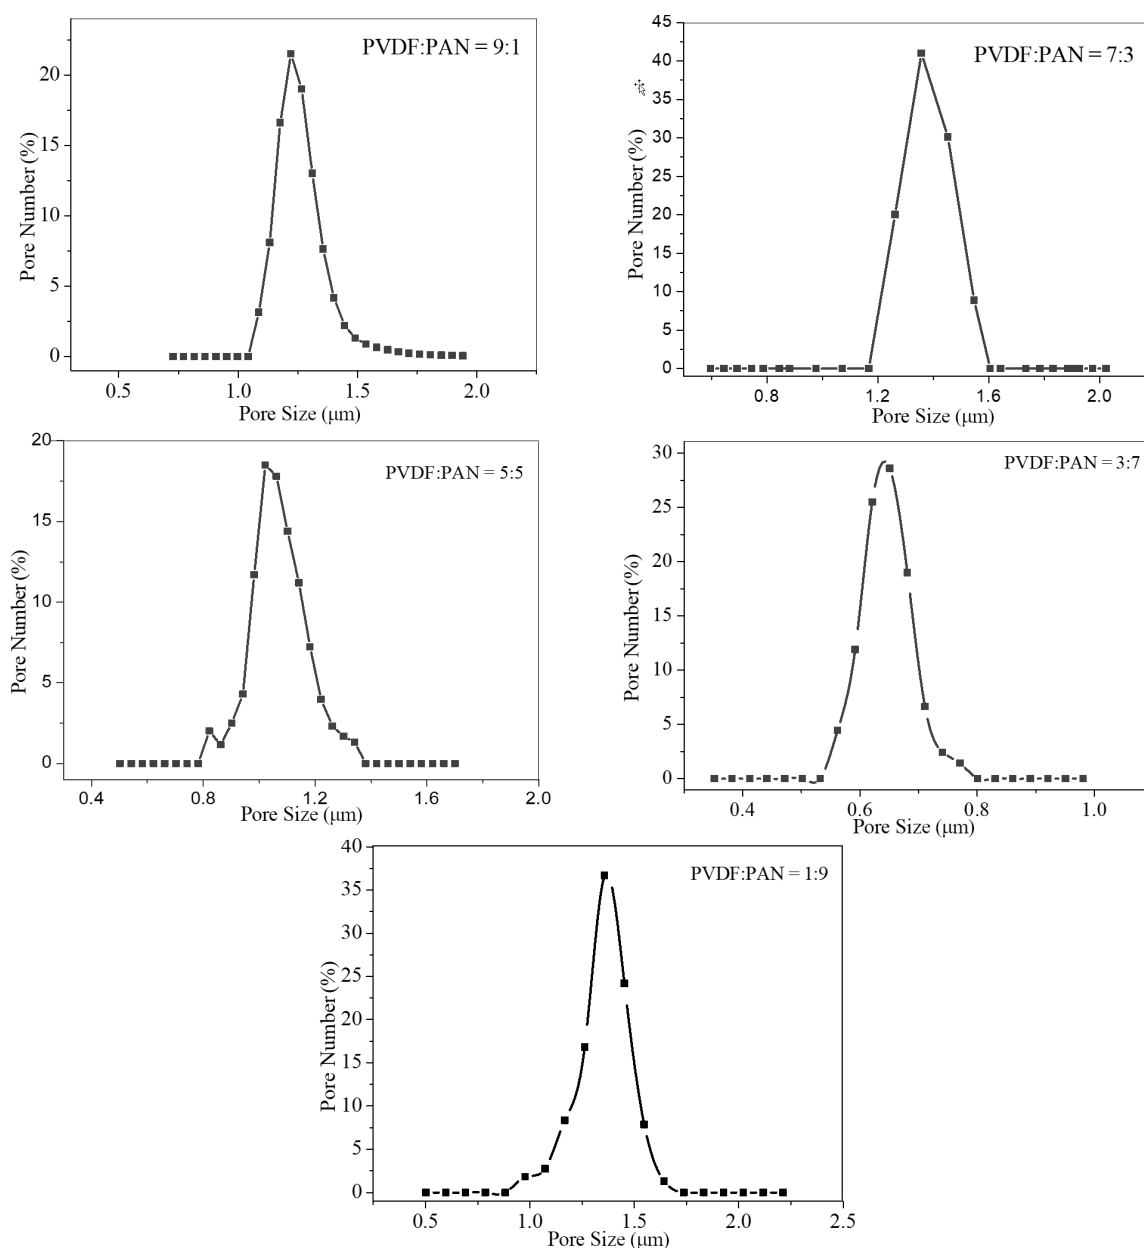 PVDF:PAN = 9:1
Pore Number (%)
20
15
10
5
0
0.5 1.0 1.5 2.0
Pore Size (μm)
PVDF:PAN = 7:3
Pore Number (%)
45
40
35
30
25
20
15
10
5
0
0.8 1.2 1.6 2.0
Pore Size (μm)
PVDF:PAN = 5:5
Pore Number (%)
20
15
10
5
0
0.4 0.8 1.2 1.6 2.0
Pore Size (μm)
PVDF:PAN = 3:7
Pore Number (%)
30
25
20
15
10
5
0
0.4 0.6 0.8 1.0
Pore Size (μm)
PVDF:PAN = 1:9
Pore Number (%)
40
35
30
25
20
15
10
5
0
0.5 1.0 1.5 2.0 2.5
Pore Size (μm)